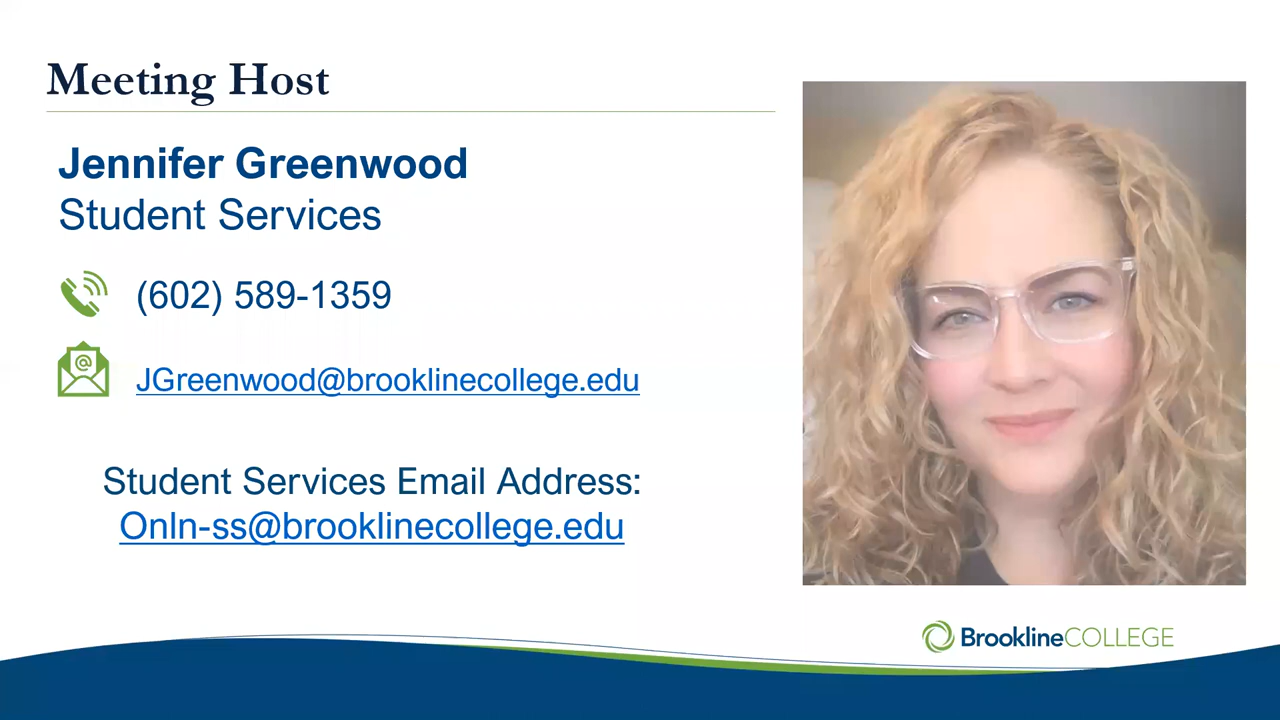 Meeting Host
Jennifer Greenwood
Student Services
(602) 589-1359
JGreenwood@brooklinecollege.edu
Student Services Email Address:
Onln-ss@brooklinecollege.edu
BrooklineCOLLEGE